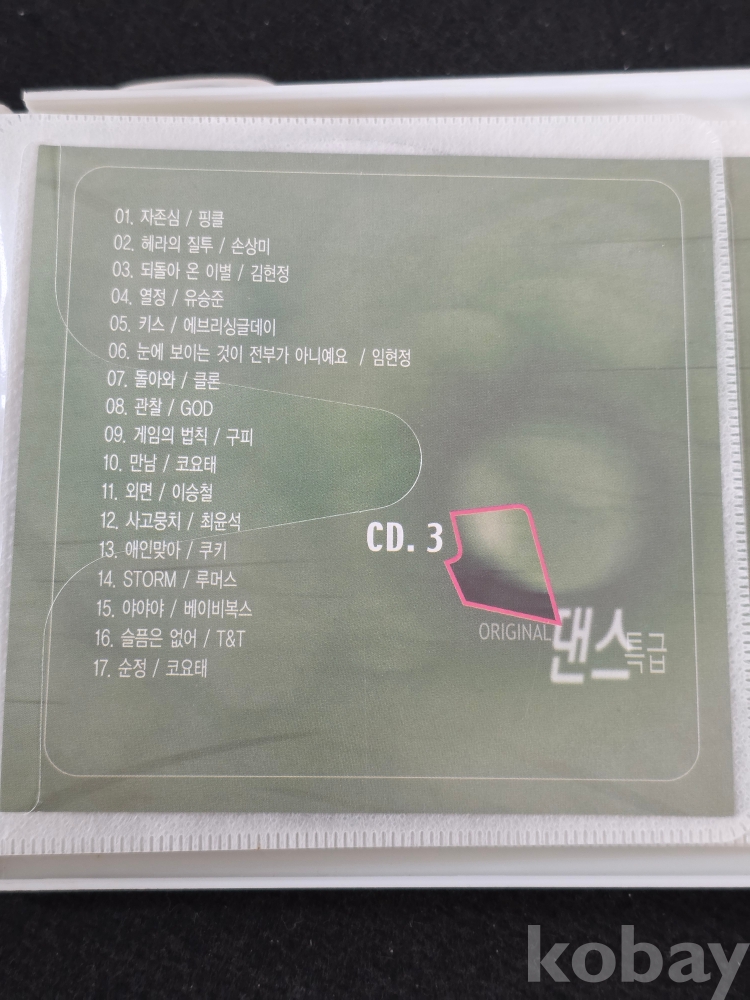 01. 자존심 / 핑클
02. 헤라의 질투 / 손상미
03. 되돌아 온 이별 / 김현정
04. 열정 / 유승준
05. 키스 / 에브리싱글데이
06. 눈에 보이는 것이 전부가 아니예요 / 임현정
07. 돌아와 / 클론
08. 관찰 / GOD
09. 게임의 법칙 / 구피
10. 만남 / 코요태
11. 외면 / 이승철
12. 사고뭉치 / 최윤석
13. 애인맞아 / 쿠키
14. STORM / 루머스
15. 야야야 / 베이비복스
16. 슬픔은 없어 / T&T
17. 순정 / 코요태
CD. 3
ORIGINAL 댄스특급
kobay